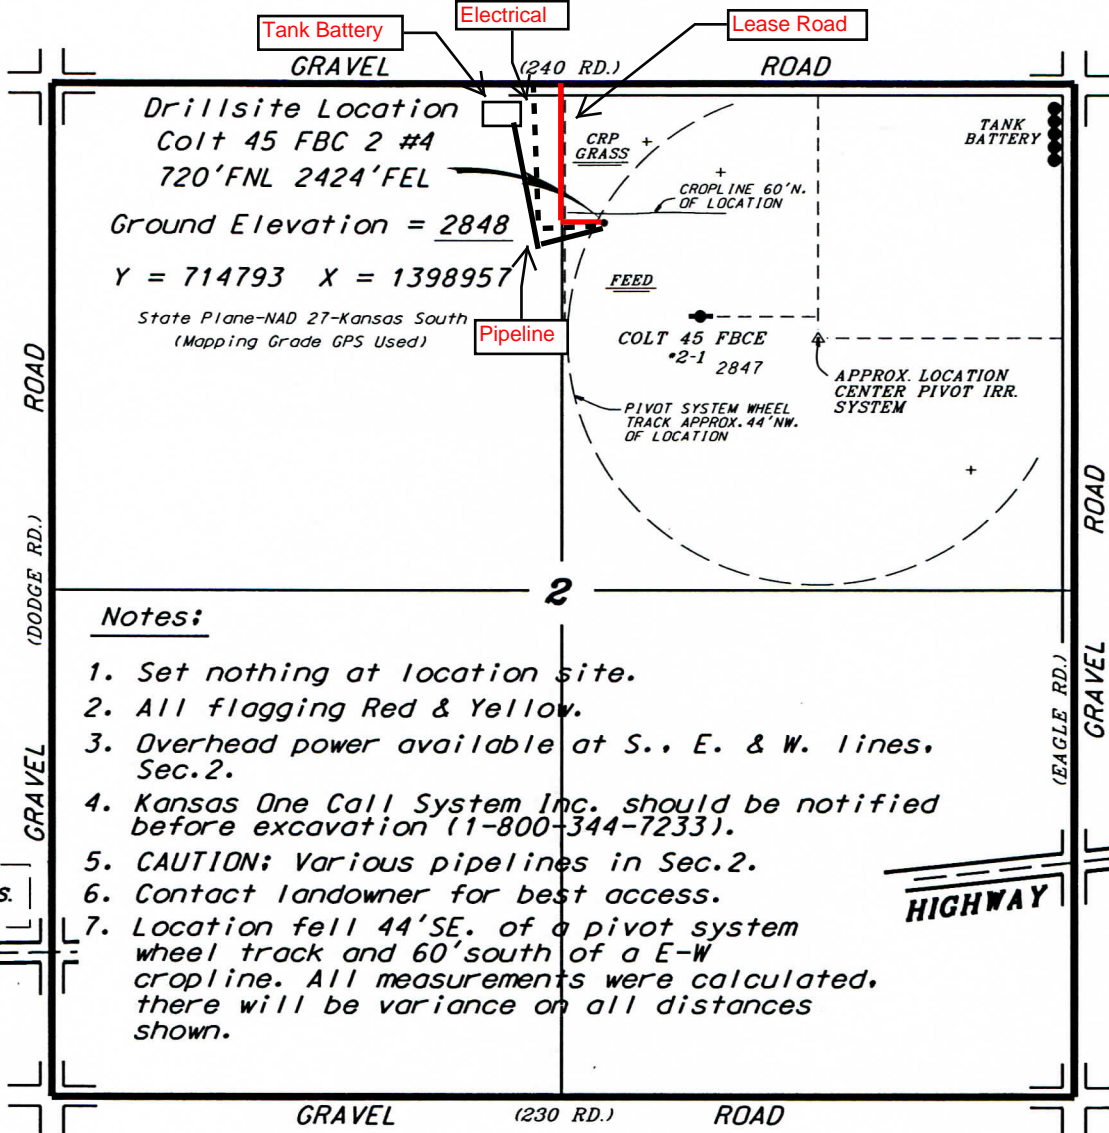 Electrical
Tank Battery
Lease Road
GRAVEL (240 RD.) ROAD
Drillsite Location
Colt 45 FBC 2 #4
720'FNL 2424'FEL
Ground Elevation = 2848
Y = 714793 X = 1398957
State Plane-NAD 27-Kansas South
(Mapping Grade GPS Used)
Pipeline
CRP
GRASS
TANK
BATTERY
CROPLINE 60'N.
OF LOCATION
FEED
COLT 45 FBCE
#2-1
2847
APPROX. LOCATION
CENTER PIVOT IRR.
SYSTEM
PIVOT SYSTEM WHEEL
TRACK APPROX. 44'NW.
OF LOCATION
ROAD
(DODGE RD.)
GRAVEL
ROAD
(EAGLE RD.)
GRAVEL
2
Notes:
1. Set nothing at location site.
2. All flagging Red & Yellow.
3. Overhead power available at S., E. & W. lines,
Sec.2.
4. Kansas One Call System Inc. should be notified
before excavation (1-800-344-7233).
5. CAUTION: Various pipelines in Sec.2.
6. Contact landowner for best access.
7. Location fell 44'SE. of a pivot system
wheel track and 60'south of a E-W
cropline. All measurements were calculated,
there will be variance on all distances
shown.
HIGHWAY
S.
GRAVEL (230 RD.) ROAD